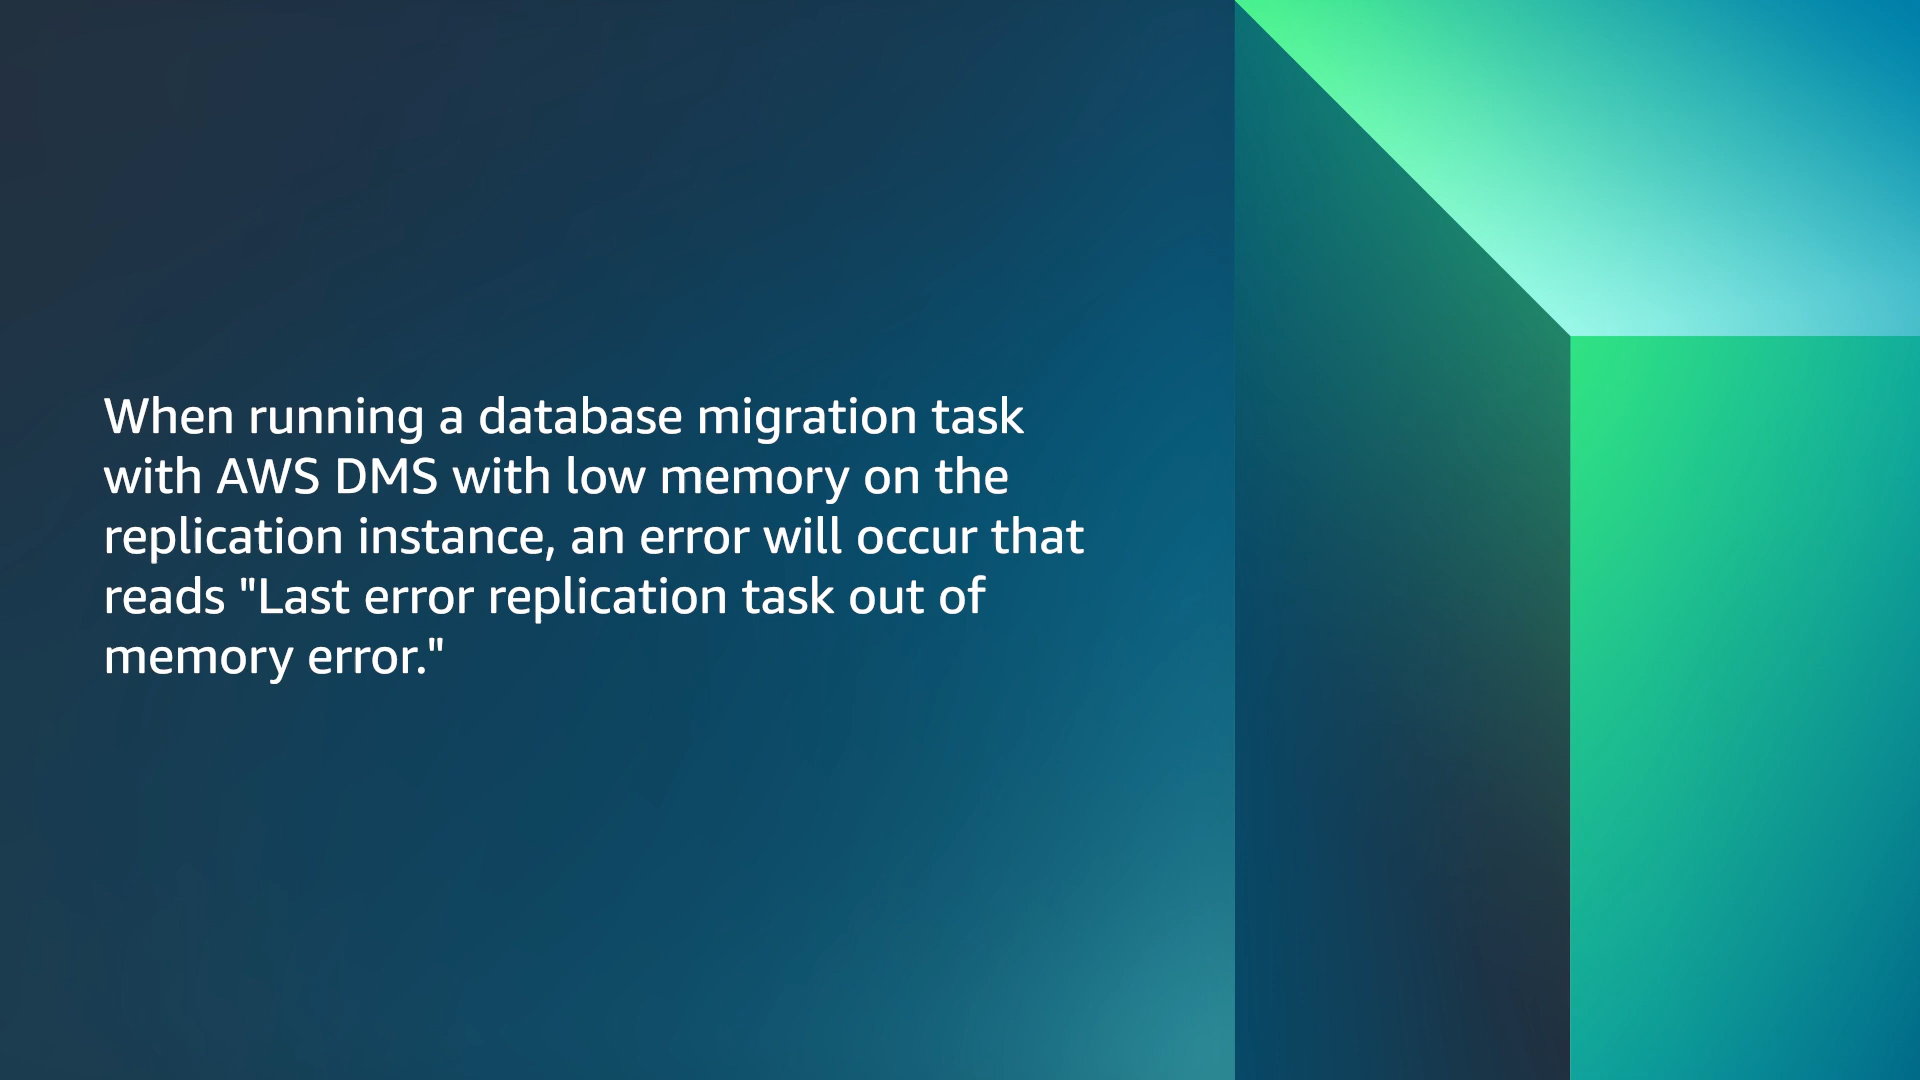 When running a database migration task
with AWS DMS with low memory on the
replication instance, an error will occur that
reads "Last error replication task out of
memory error."